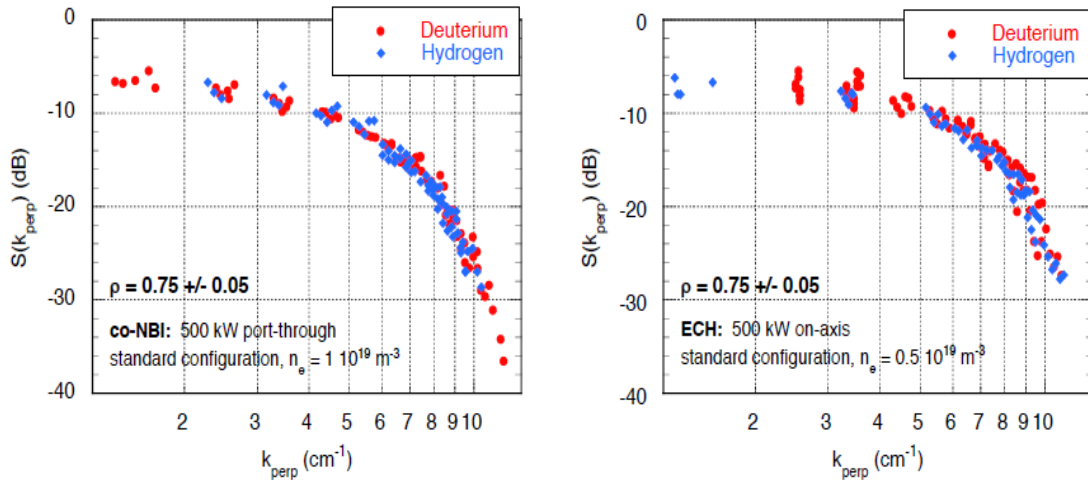 Deuterium
Hydrogen
0
-10
-20
-30
-40
S(k_perp) (dB)
ρ = 0.75 +/- 0.05
co-NBI: 500 kW port-through
standard configuration, n_e = 1 10^19 m^-3
2 3 4 5 6 7 8 9 10
k_perp (cm^-1)
Deuterium
Hydrogen
0
-10
-20
-30
-40
S(k_perp) (dB)
ρ = 0.75 +/- 0.05
ECH: 500 kW on-axis
standard configuration, n_e = 0.5 10^19 m^-3
2 3 4 5 6 7 8 9 10
k_perp (cm^-1)